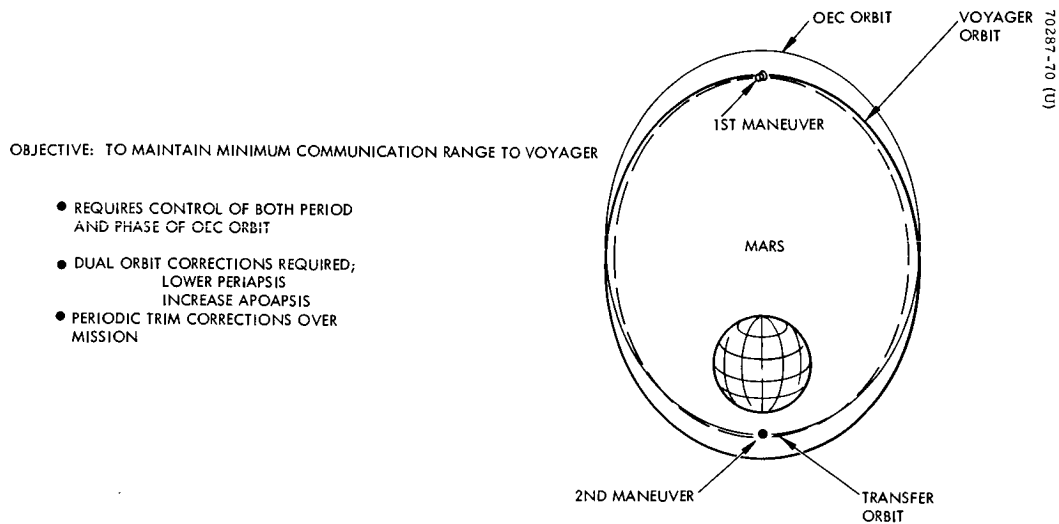 OEC ORBIT
VOYAGER
ORBIT
70287-70 (U)
1ST MANEUVER
OBJECTIVE: TO MAINTAIN MINIMUM COMMUNICATION RANGE TO VOYAGER
● REQUIRES CONTROL OF BOTH PERIOD
AND PHASE OF OEC ORBIT
● DUAL ORBIT CORRECTIONS REQUIRED;
LOWER PERIAPSIS
INCREASE APOAPSIS
● PERIODIC TRIM CORRECTIONS OVER
MISSION
MARS
2ND MANEUVER
TRANSFER
ORBIT